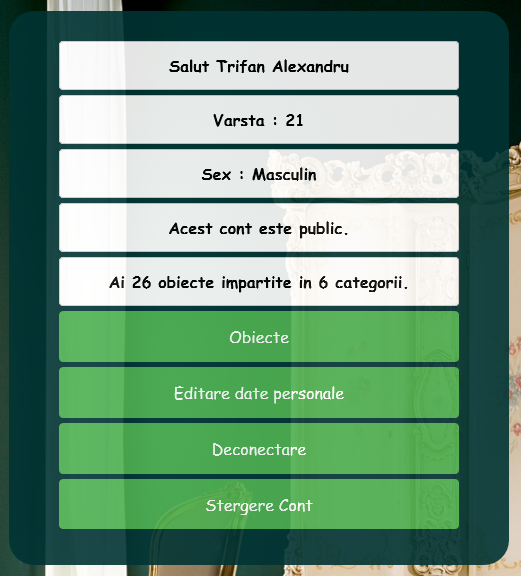 Salut Trifan Alexandru
Varsta : 21
Sex : Masculin
Acest cont este public.
Ai 26 obiecte impartite in 6 categorii.
Obiecte
Editare date personale
Deconectare
Stergere Cont